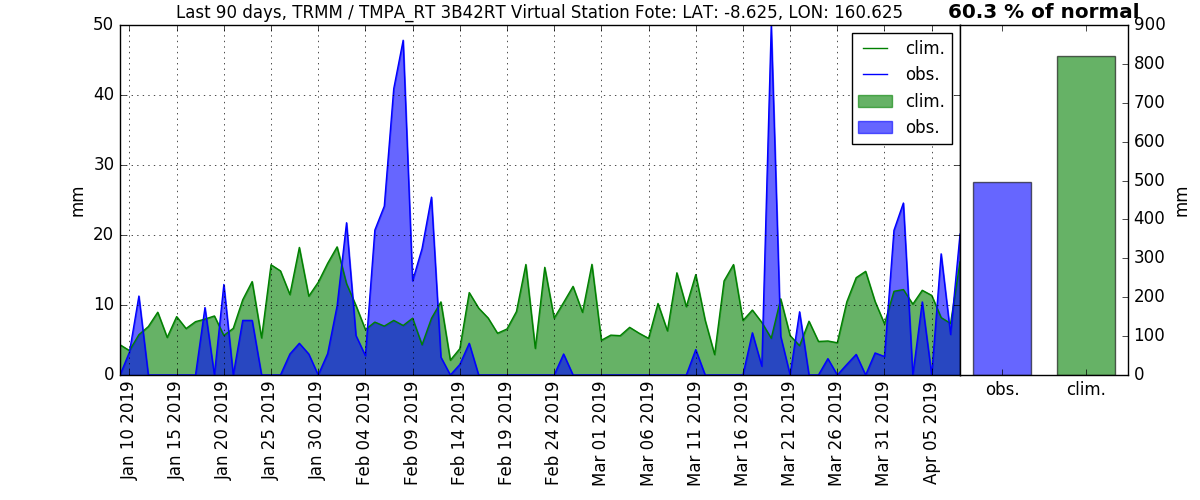 Last 90 days, TRMM / TMPA_RT 3B42RT Virtual Station Fote: LAT: -8.625, LON: 160.625
60.3 % of normal
50
40
30
20
10
0
mm
clim.
obs.
clim.
obs.
Jan 10 2019
Jan 15 2019
Jan 20 2019
Jan 25 2019
Jan 30 2019
Feb 04 2019
Feb 09 2019
Feb 14 2019
Feb 19 2019
Feb 24 2019
Mar 01 2019
Mar 06 2019
Mar 11 2019
Mar 16 2019
Mar 21 2019
Mar 26 2019
Mar 31 2019
Apr 05 2019
900
800
700
600
500
400
300
200
100
0
mm
obs.
clim.